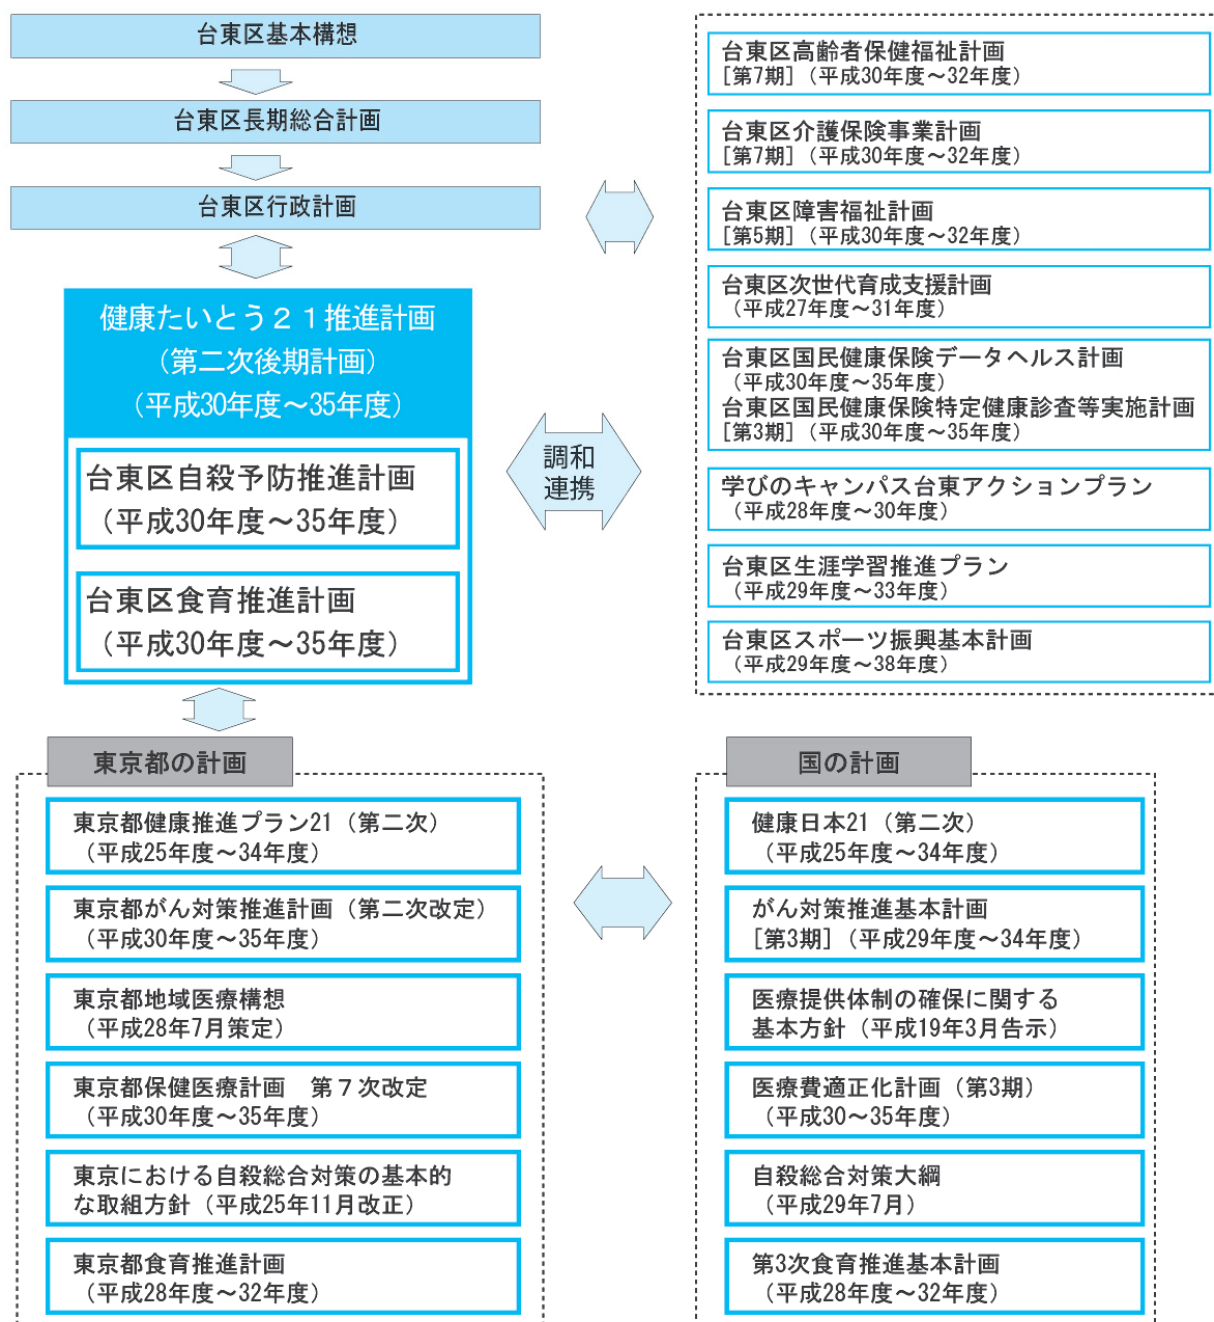 台東区基本構想
台東区長期総合計画
台東区行政計画
健康たいとう２１推進計画
（第二次後期計画）
（平成30年度～35年度）
台東区自殺予防推進計画
（平成30年度～35年度）
台東区食育推進計画
（平成30年度～35年度）
調和
連携
台東区高齢者保健福祉計画
[第7期]（平成30年度～32年度）
台東区介護保険事業計画
[第7期]（平成30年度～32年度）
台東区障害福祉計画
[第5期]（平成30年度～32年度）
台東区次世代育成支援計画
（平成27年度～31年度）
台東区国民健康保険データヘルス計画
（平成30年度～35年度）
台東区国民健康保険特定健康診査等実施計画
[第3期]（平成30年度～35年度）
学びのキャンパス台東アクションプラン
（平成28年度～30年度）
台東区生涯学習推進プラン
（平成29年度～33年度）
台東区スポーツ振興基本計画
（平成29年度～38年度）
東京都の計画
東京都健康推進プラン21（第二次）
（平成25年度～34年度）
東京都がん対策推進計画（第二次改定）
（平成30年度～35年度）
東京都地域医療構想
（平成28年7月策定）
東京都保健医療計画　第７次改定
（平成30年度～35年度）
東京における自殺総合対策の基本的
な取組方針（平成25年11月改正）
東京都食育推進計画
（平成28年度～32年度）
国の計画
健康日本21（第二次）
（平成25年度～34年度）
がん対策推進基本計画
[第3期]（平成29年度～34年度）
医療提供体制の確保に関する
基本方針（平成19年3月告示）
医療費適正化計画（第3期）
（平成30～35年度）
自殺総合対策大綱
（平成29年7月）
第3次食育推進基本計画
（平成28年度～32年度）